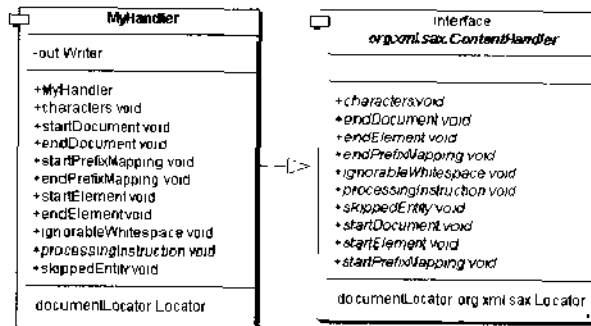 MyHandler
-out Writer
+MyHandler
+characters void
+startDocument void
+endDocument void
+startPrefixMapping void
+endPrefixMapping void
+startElement void
+endElement void
+ignorableWhitespace void
+processingInstruction void
+skippedEntity void
documentLocator Locator
interface
org.xml.sax.ContentHandler
+characters void
+endDocument void
+endElement void
+endPrefixMapping void
+ignorableWhitespace void
+processingInstruction void
+skippedEntity void
+startDocument void
+startElement void
+startPrefixMapping void
documentLocator org xml sax Locator